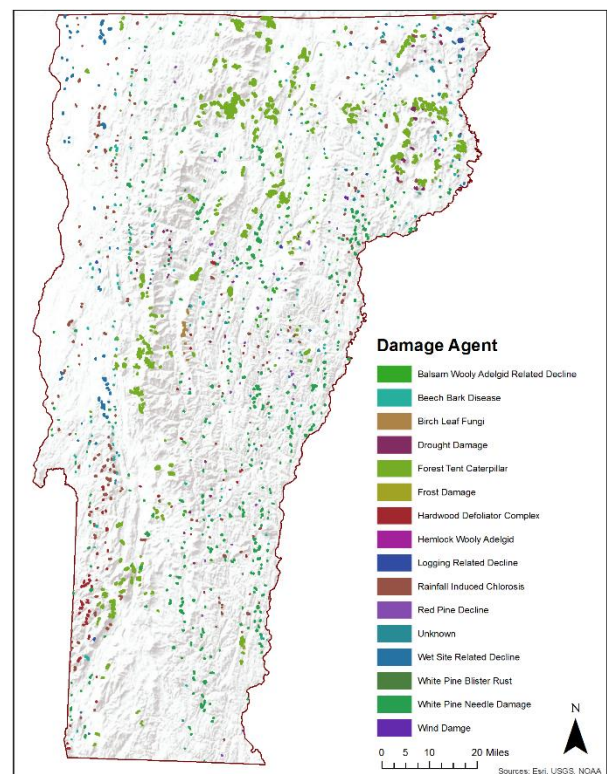 Damage Agent
Balsam Wooly Adelgid Related Decline
Beech Bark Disease
Birch Leaf Fungi
Drought Damage
Forest Tent Caterpillar
Frost Damage
Hardwood Defoliator Complex
Hemlock Wooly Adelgid
Logging Related Decline
Rainfall Induced Chlorosis
Red Pine Decline
Unknown
Wet Site Related Decline
White Pine Blister Rust
White Pine Needle Damage
Wind Damge
N
0 5 10 20 Miles
Sources: Esri, USGS, NOAA